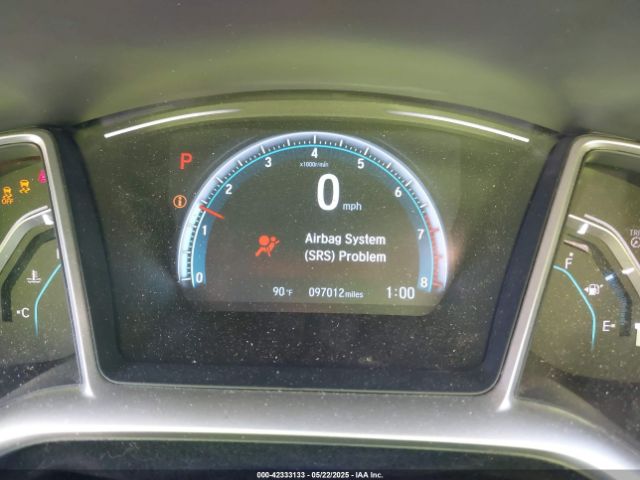 4
x1000r/min
3
5
2
6
P
0
mph
OFF
1
7
Airbag System
(SRS) Problem
0
8
F
°C
E
90°F
097012miles
1:00
000-42333133 - 05/22/2025 - IAA Inc.